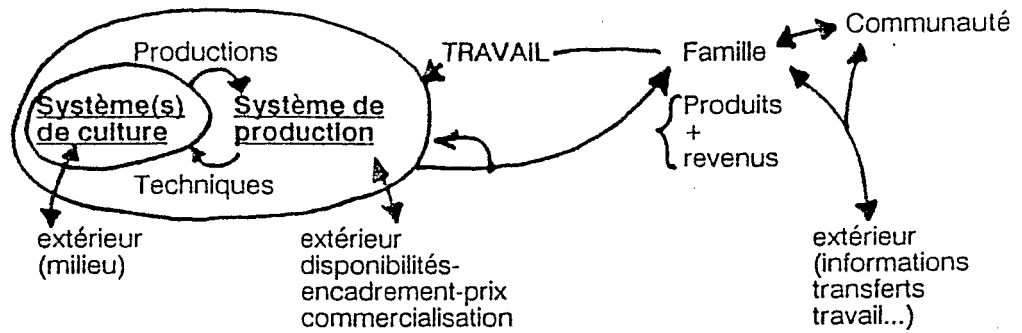 Productions
Système(s)
de culture
Système de
production
Techniques
TRAVAIL
Famille
Communauté
Produits
+
revenus
extérieur
(milieu)
extérieur
disponibilités-
encadrement-prix
commercialisation
extérieur
(informations
transferts
travail...)